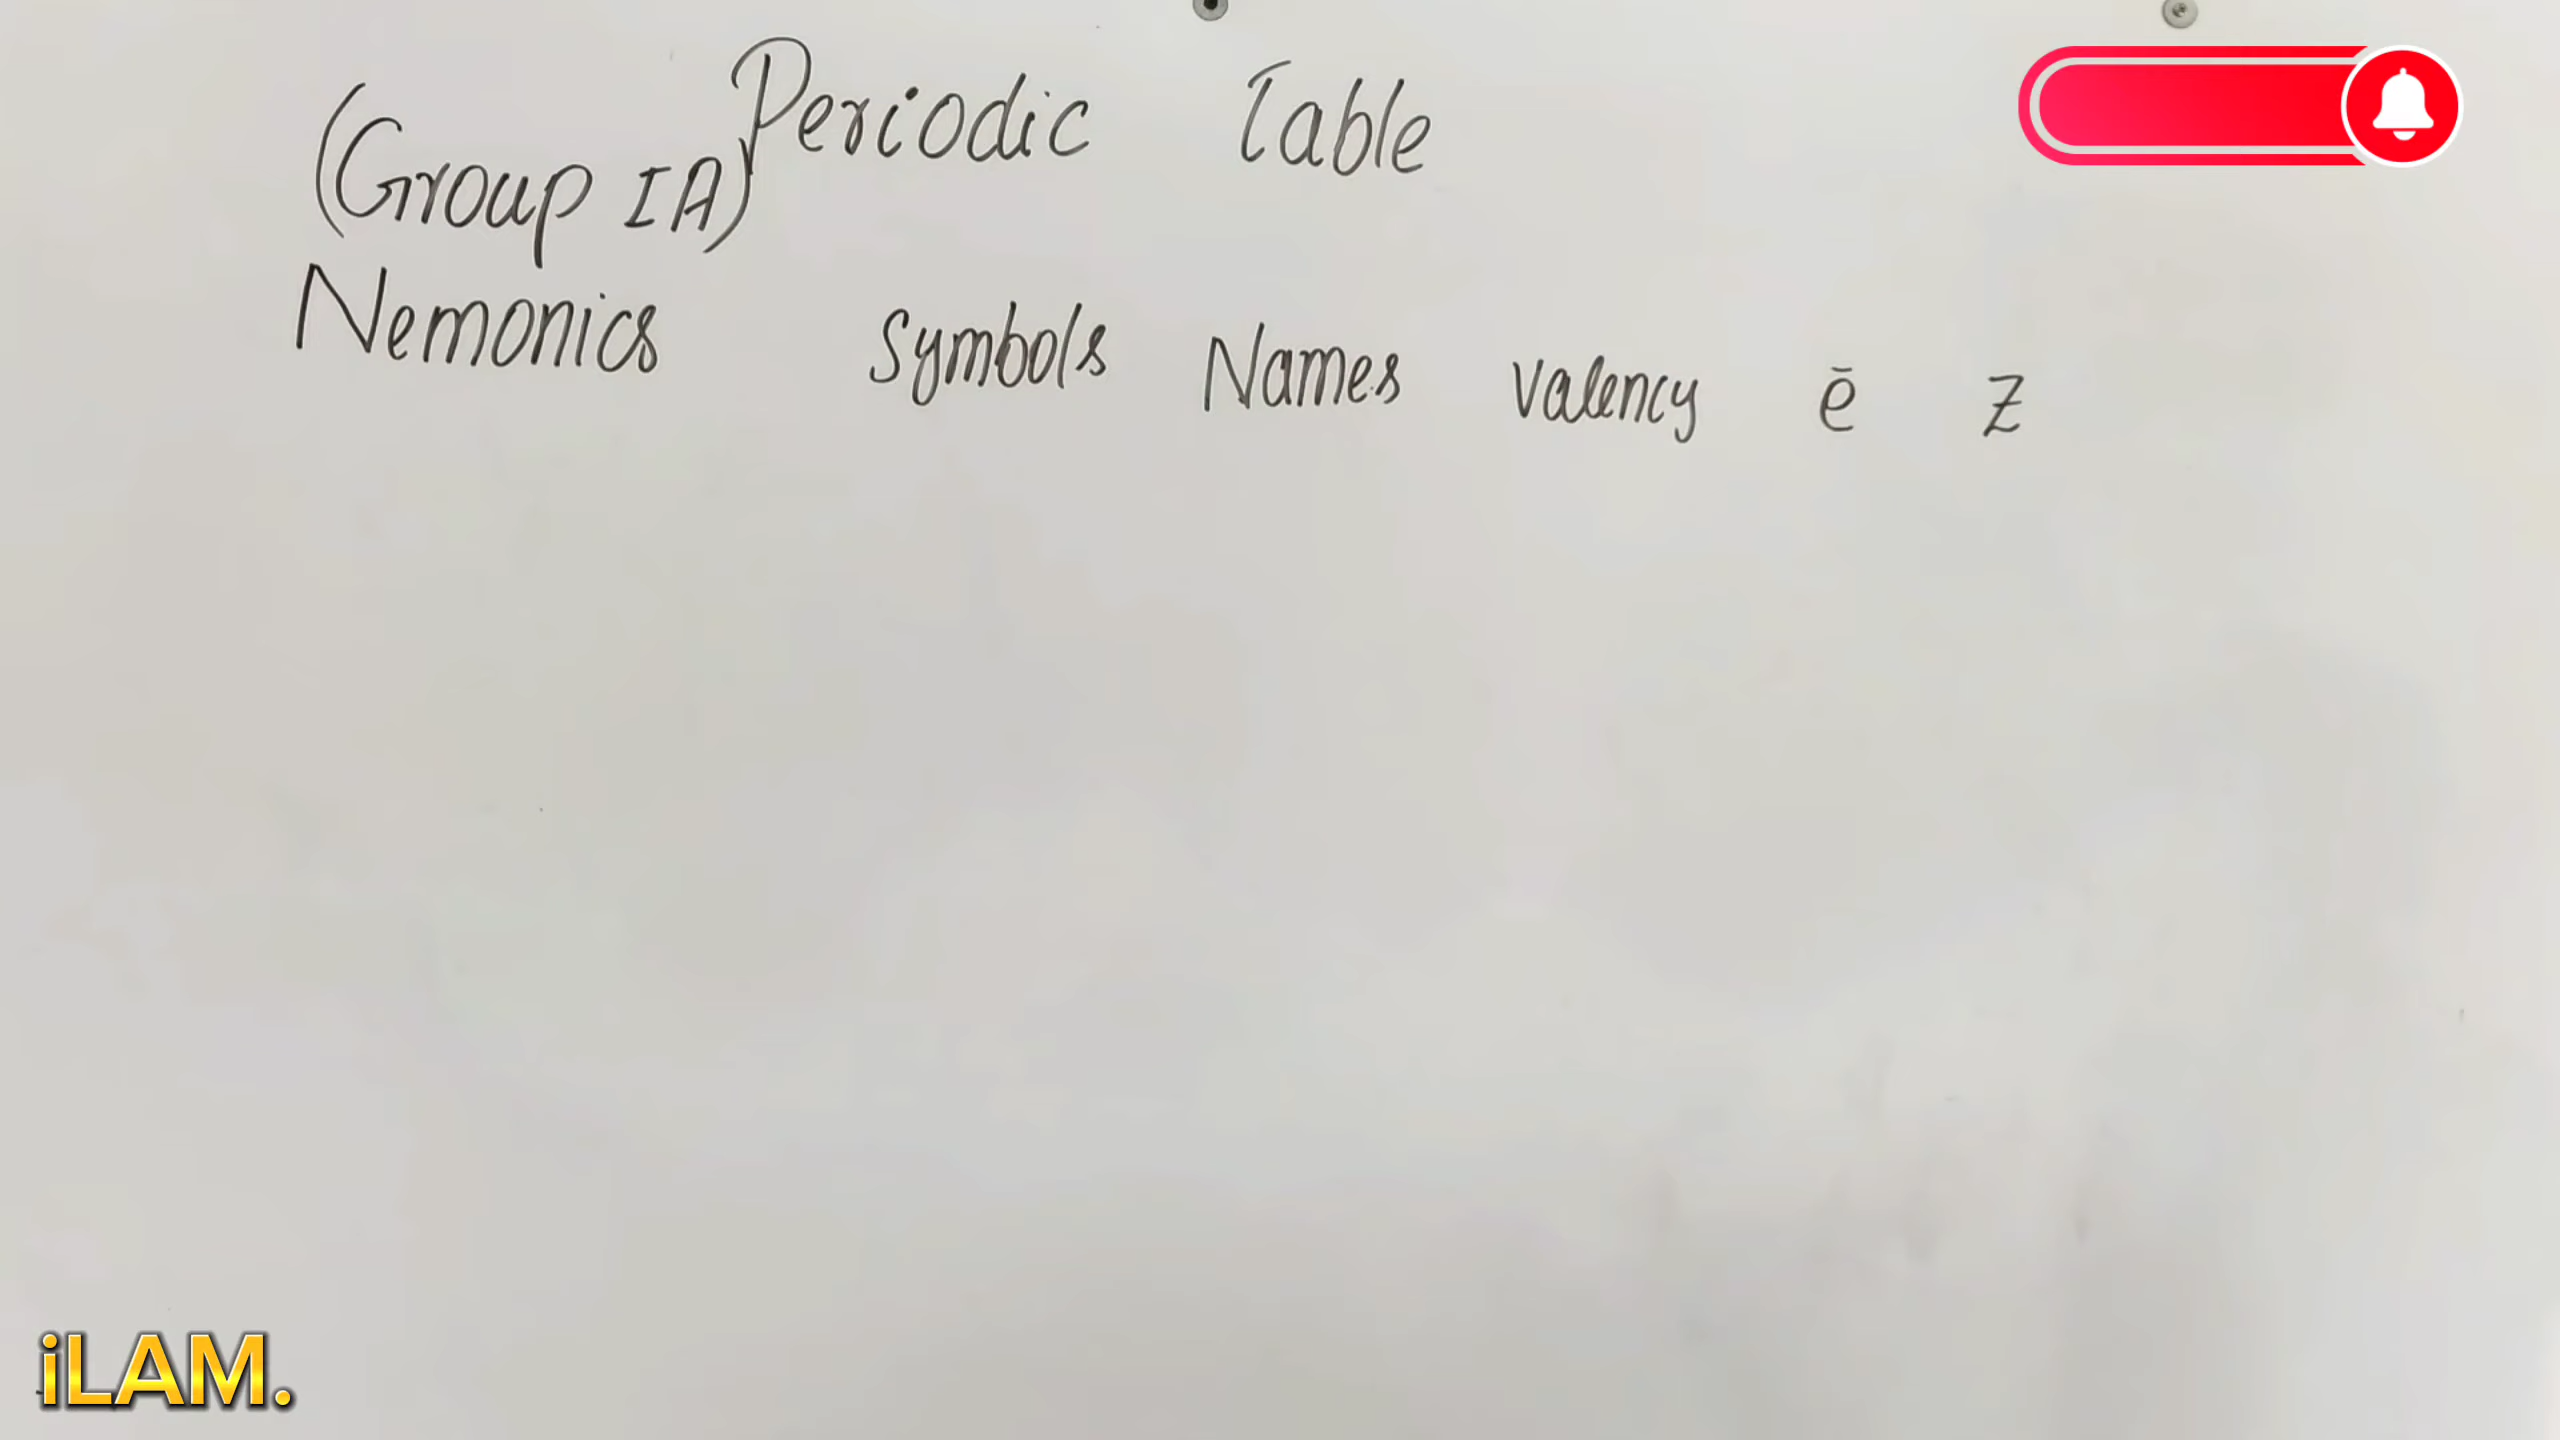 Periodic Table
(Group IA)
Nemonics Symbols Names Valency ē Z
iLAM.